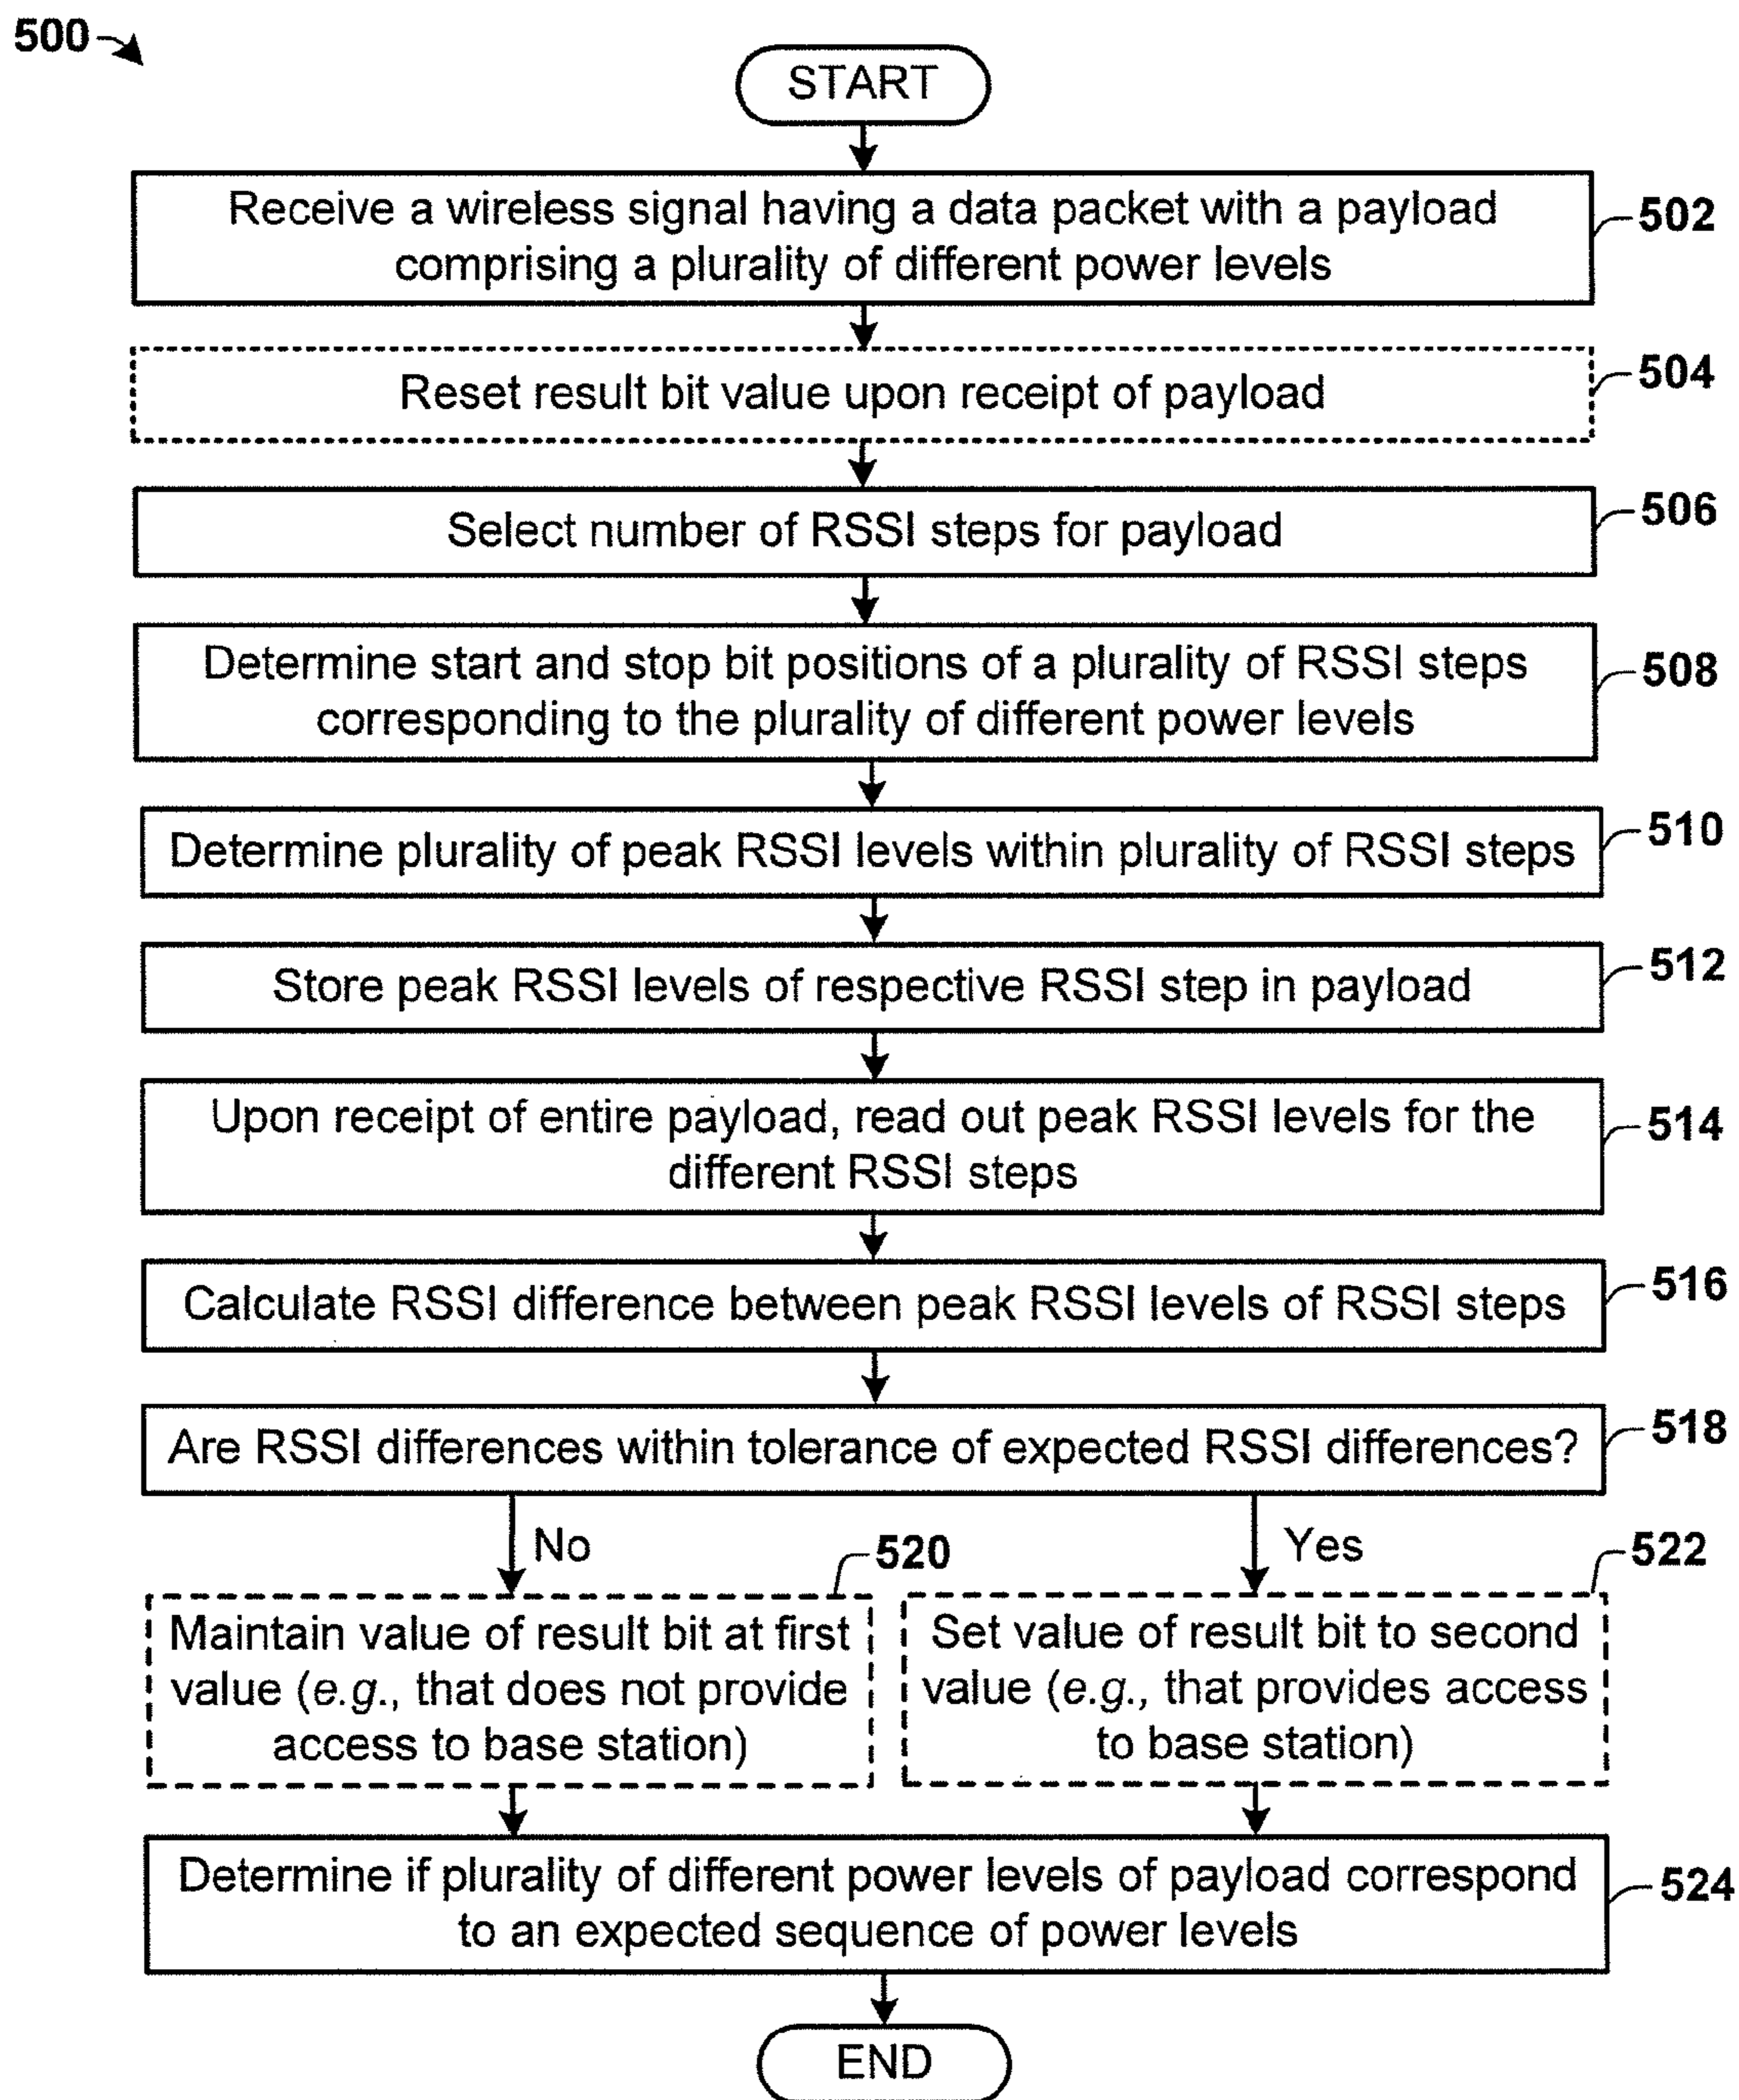 500
START
Receive a wireless signal having a data packet with a payload
comprising a plurality of different power levels
502
Reset result bit value upon receipt of payload
504
Select number of RSSI steps for payload
506
Determine start and stop bit positions of a plurality of RSSI steps
corresponding to the plurality of different power levels
508
Determine plurality of peak RSSI levels within plurality of RSSI steps
510
Store peak RSSI levels of respective RSSI step in payload
512
Upon receipt of entire payload, read out peak RSSI levels for the
different RSSI steps
514
Calculate RSSI difference between peak RSSI levels of RSSI steps
516
Are RSSI differences within tolerance of expected RSSI differences?
518
No
520
Yes
522
Maintain value of result bit at first
value (e.g., that does not provide
access to base station)
Set value of result bit to second
value (e.g., that provides access
to base station)
Determine if plurality of different power levels of payload correspond
to an expected sequence of power levels
524
END